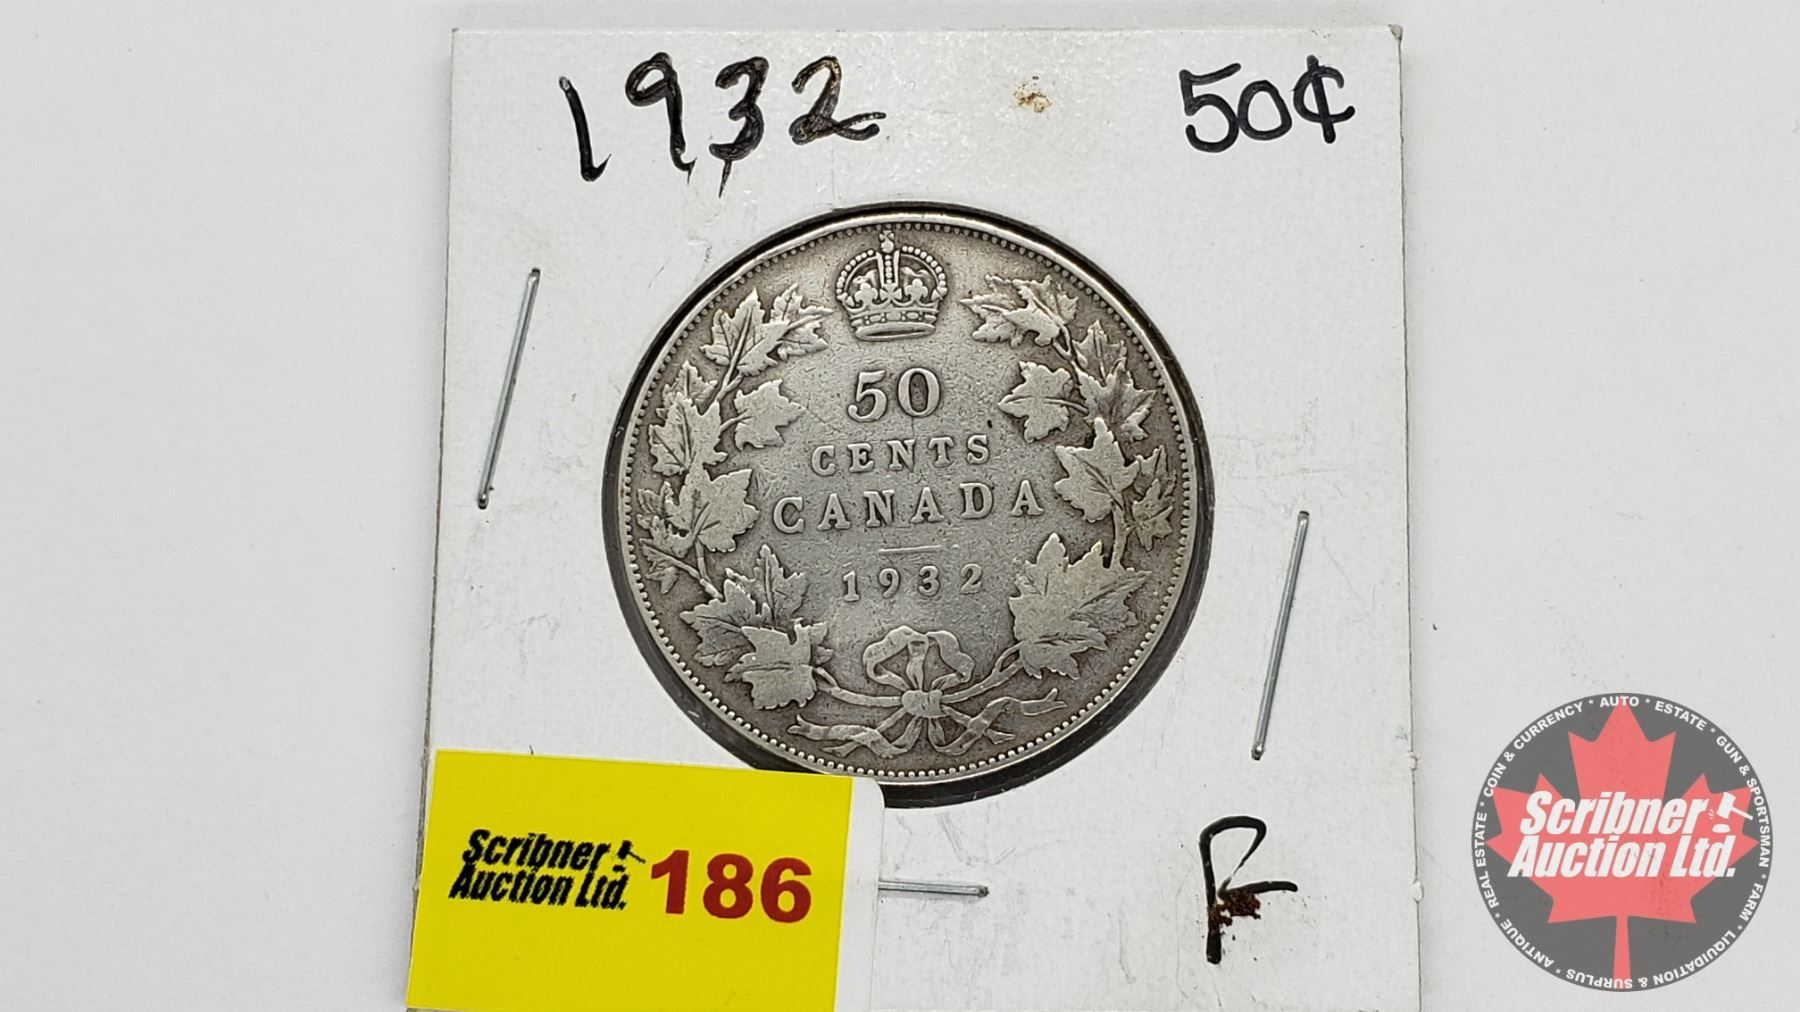 1932 50¢
50
CENTS
CANADA
1932
Scribner
Auction Ltd.
186
F
COIN & CURRENCY * AUTO * ESTATE * GUN & SPORTSMAN * FARM * LIQUIDATION & SURPLUS * ANTIQUE * REAL ESTATE *
Scribner
Auction Ltd.